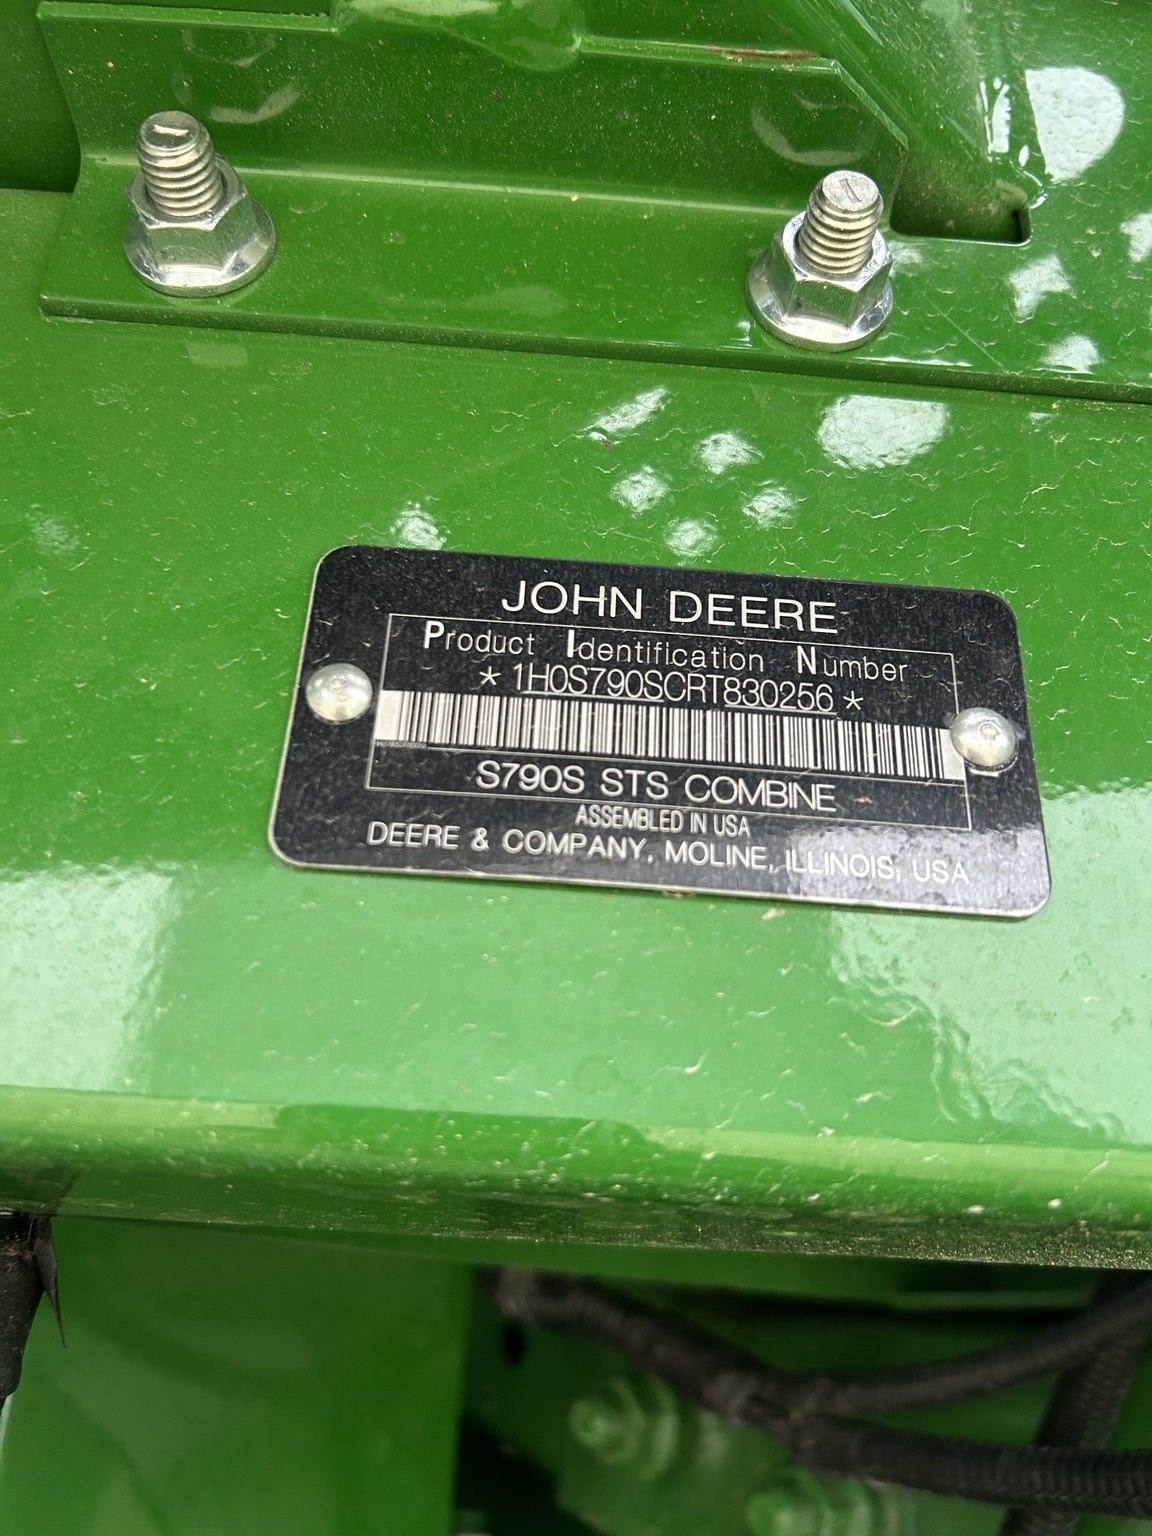 JOHN DEERE
Product Identification Number
* 1H0S790SCRT830256 *
S790S STS COMBINE
ASSEMBLED IN USA
DEERE & COMPANY, MOLINE, ILLINOIS, USA